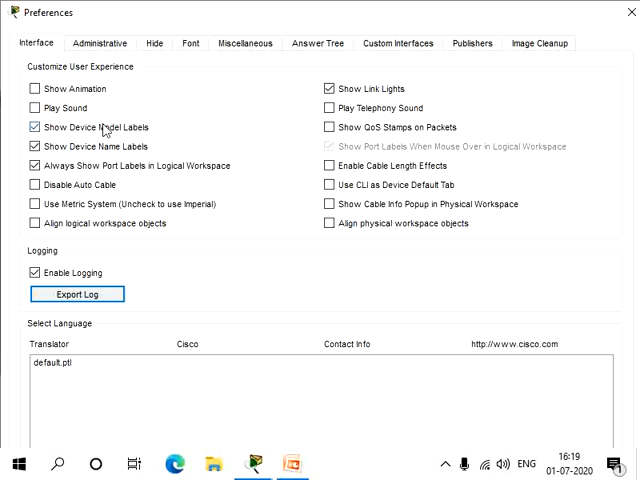 Preferences
Interface Administrative Hide Font Miscellaneous Answer Tree Custom Interfaces Publishers Image Cleanup
Customize User Experience
Show Animation Show Link Lights
Play Sound Play Telephony Sound
Show Device Model Labels Show QoS Stamps on Packets
Show Device Name Labels Show Port Labels When Mouse Over in Logical Workspace
Always Show Port Labels in Logical Workspace Enable Cable Length Effects
Disable Auto Cable Use CLI as Device Default Tab
Use Metric System (Uncheck to use Imperial) Show Cable Info Popup in Physical Workspace
Align logical workspace objects Align physical workspace objects
Logging
Enable Logging
Export Log
Select Language
Translator Cisco Contact Info http://www.cisco.com
default.ptl
ENG 16:19
01-07-2020 1